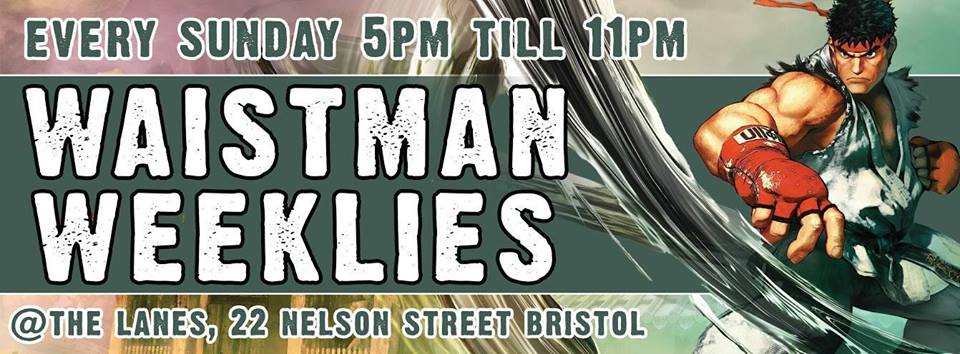 EVERY SUNDAY 5PM TILL 11PM
WAISTMAN
WEEKLIES
@THE LANES, 22 NELSON STREET BRISTOL